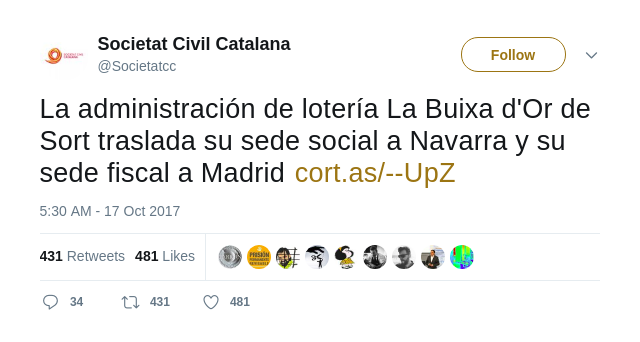 Societat Civil Catalana
@Societatcc
Follow
La administración de lotería La Buixa d'Or de
Sort traslada su sede social a Navarra y su
sede fiscal a Madrid cort.as/--UpZ
5:30 AM - 17 Oct 2017
431 Retweets 481 Likes
34 431 481